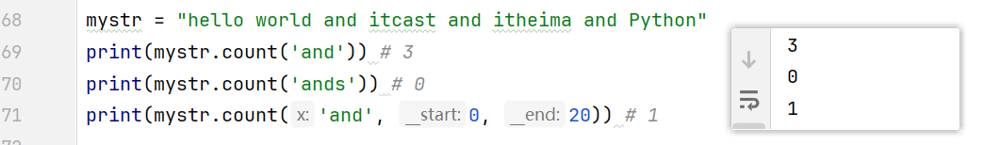 68 mystr = "hello world and itcast and itheima and Python"
69 print(mystr.count('and')) # 3
70 print(mystr.count('ands')) # 0
71 print(mystr.count( x: 'and', __start: 0, __end: 20)) # 1
3
0
1